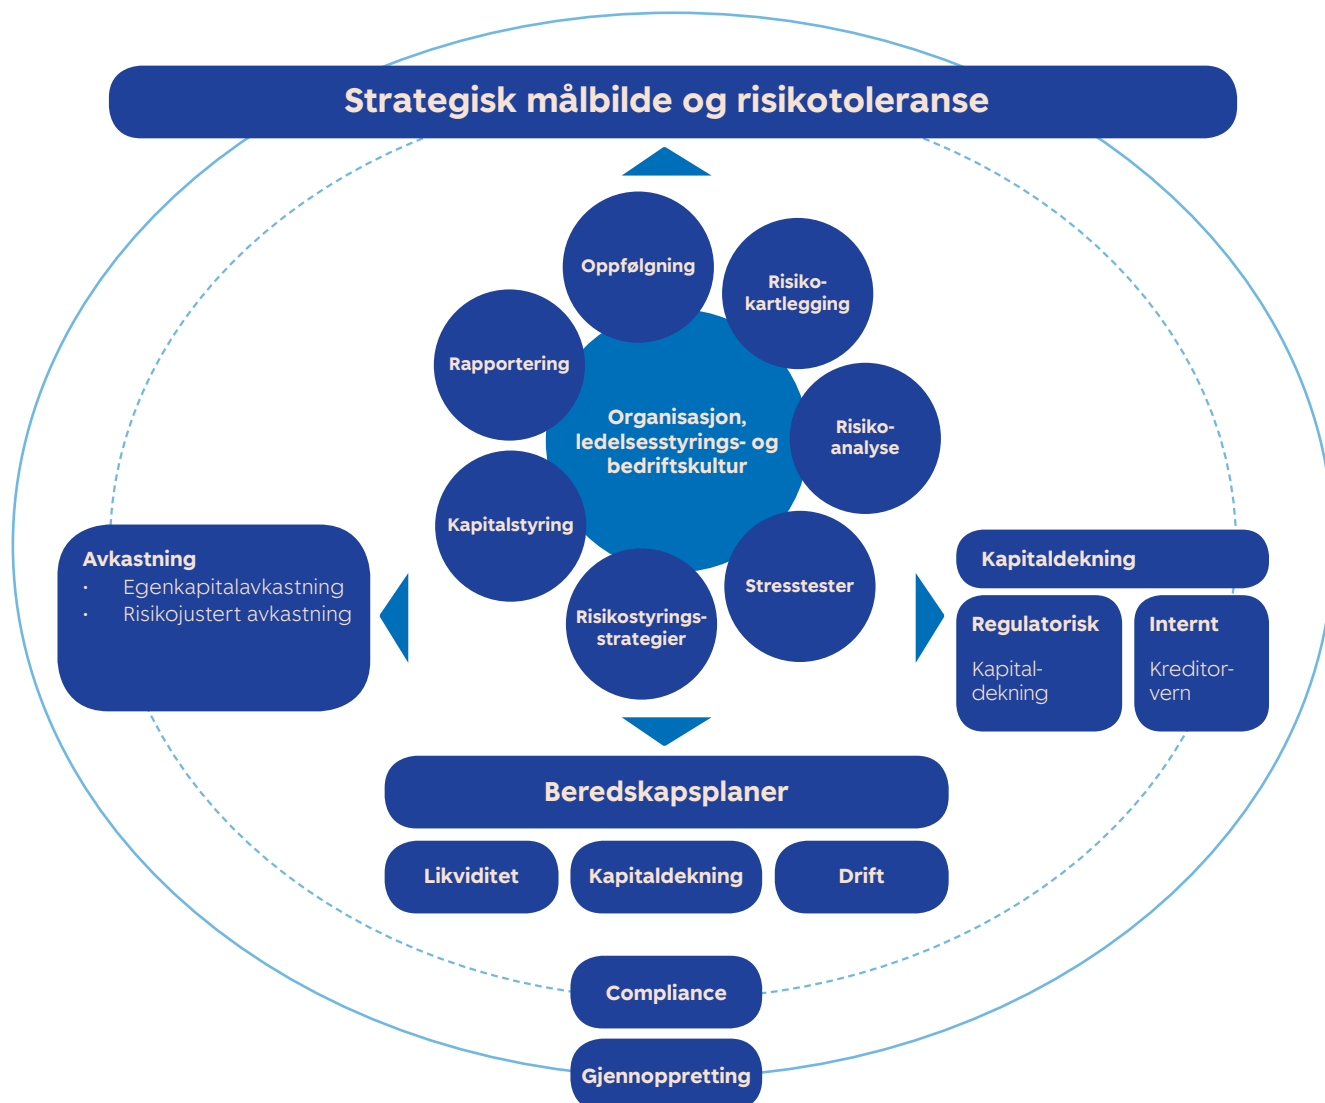 Strategisk målbilde og risikotoleranse
Oppfølgning
Risiko-
kartlegging
Rapportering
Organisasjon,
ledelsesstyrings- og
bedriftskultur
Risiko-
analyse
Kapitalstyring
Stresstester
Risikostyrings-
strategier
Avkastning
· Egenkapitalavkastning
· Risikojustert avkastning
Kapitaldekning
Regulatorisk
Kapital-
dekning
Internt
Kreditor-
vern
Beredskapsplaner
Likviditet
Kapitaldekning
Drift
Compliance
Gjennoppretting